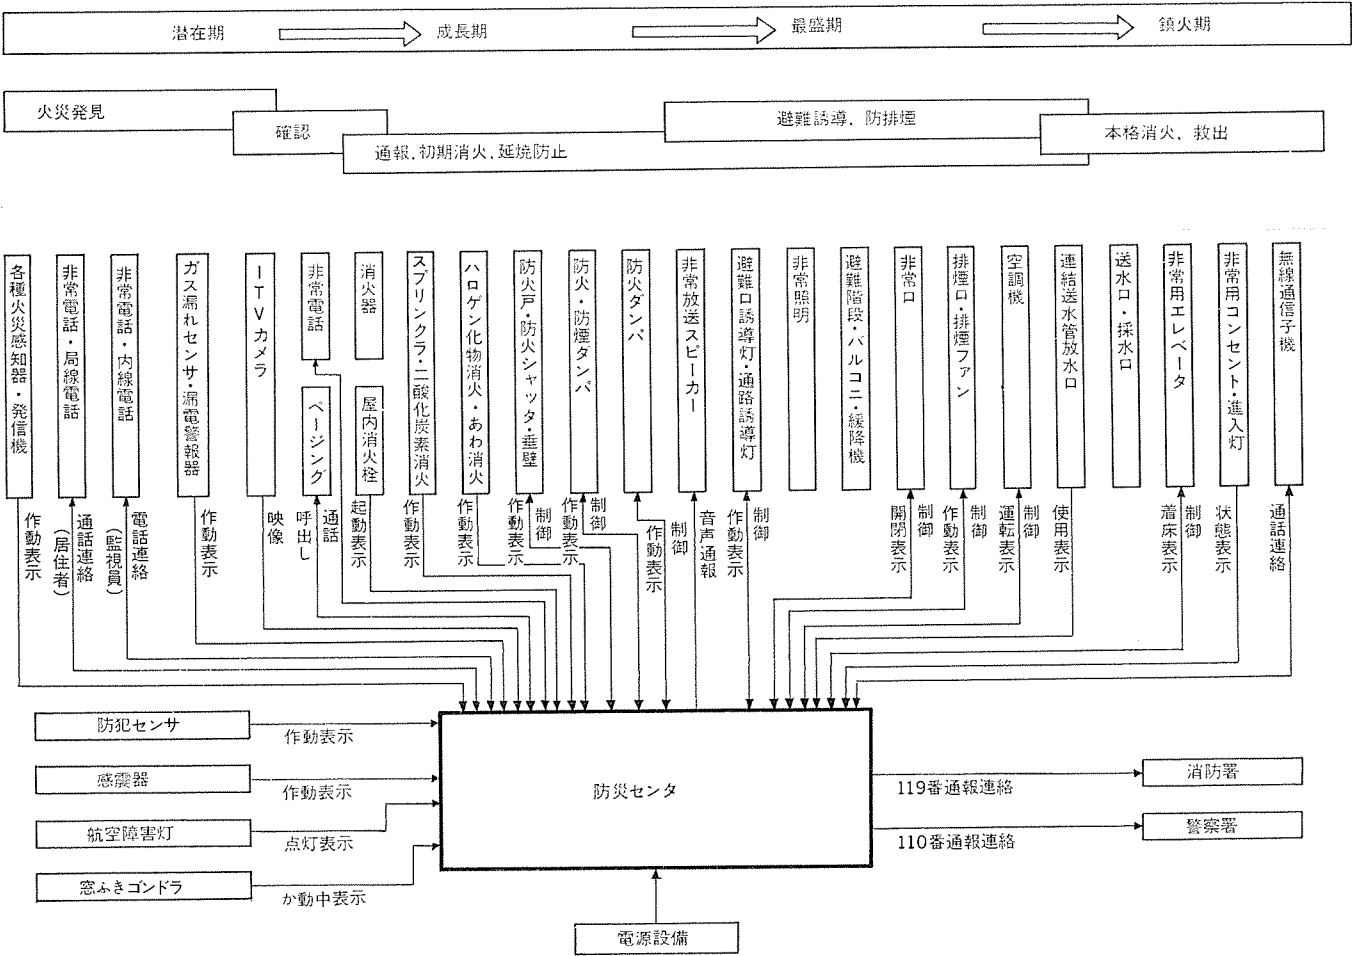 潜在期
成長期
最盛期
鎮火期
火災発見
確認
通報、初期消火、延焼防止
避難誘導、防排煙
本格消火、救出
各種火災感知器・発信機
非常電話・局線電話
非常電話・内線電話
ガス漏れセンサ・漏電警報器
ITVカメラ
非常電話
ページング
消火器
屋内消火栓
スプリンクラ・二酸化炭素消火
ハロゲン化物消火・あわ消火
防火戸・防火シャッタ・垂壁
防火・防煙ダンパ
防火ダンバ
非常放送スピーカー
避難口誘導灯・通路誘導灯
非常照明
避難階段・バルコニ・緩降機
非常口
排煙口・排煙ファン
空調機
連結送水管放水口
送水口・採水口
非常用エレベータ
非常用コンセント・進入灯
無線通信子機
作動表示
通話連絡
(居住者)
電話連絡
(監視員)
作動表示
映像
呼出し
通話
起動表示
作動表示
作動表示
作動表示
制御
作動表示
制御
作動表示
制御
音声通報
作動表示
制御
開閉表示
制御
作動表示
制御
運転表示
制御
使用表示
着床表示
制御
状態表示
通話連絡
防犯センサ
作動表示
感震器
作動表示
航空障害灯
点灯表示
窓ふきゴンドラ
か動中表示
防災センタ
119番通報連絡
消防署
110番通報連絡
警察署
電源設備